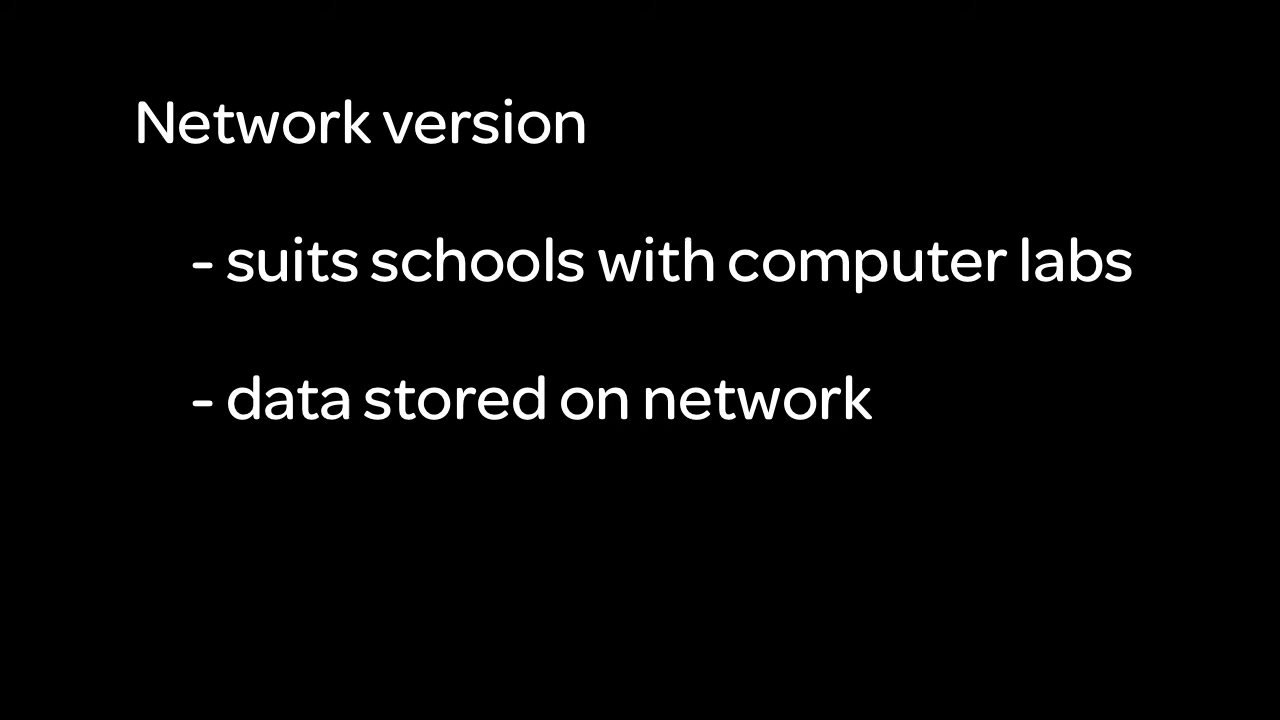 Network version
- suits schools with computer labs
- data stored on network